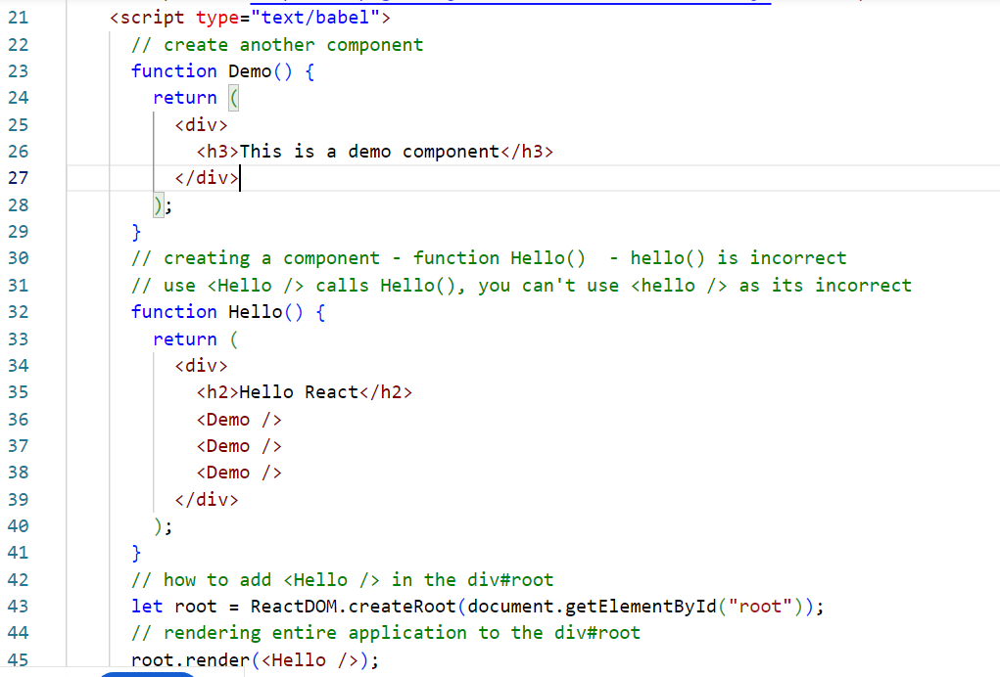 21 <script type="text/babel">
22 // create another component
23 function Demo() {
24 return (
25 <div>
26 <h3>This is a demo component</h3>
27 </div>
28 );
29 }
30 // creating a component - function Hello()  - hello() is incorrect
31 // use <Hello /> calls Hello(), you can't use <hello /> as its incorrect
32 function Hello() {
33 return (
34 <div>
35 <h2>Hello React</h2>
36 <Demo />
37 <Demo />
38 <Demo />
39 </div>
40 );
41 }
42 // how to add <Hello /> in the div#root
43 let root = ReactDOM.createRoot(document.getElementById("root"));
44 // rendering entire application to the div#root
45 root.render(<Hello />);